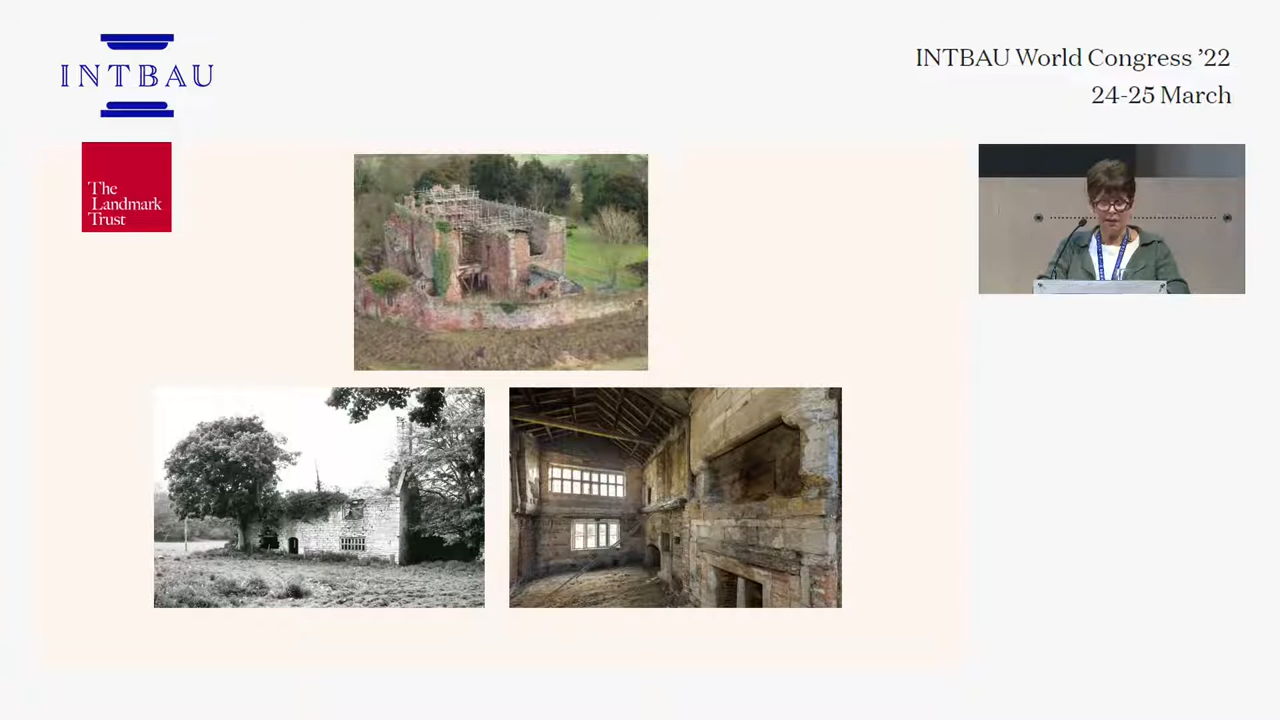 INTBAU
INTBAU World Congress ’22
24-25 March
The
Landmark
Trust